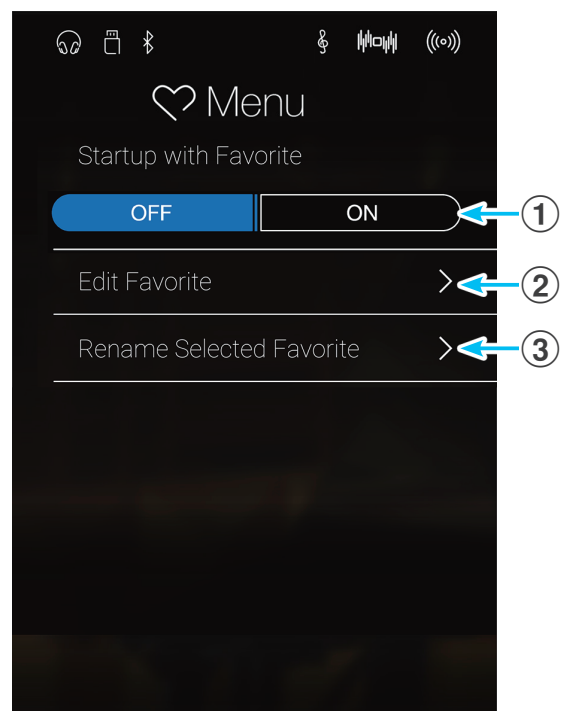 Menu
Startup with Favorite
OFF ON 1
Edit Favorite 2
Rename Selected Favorite 3